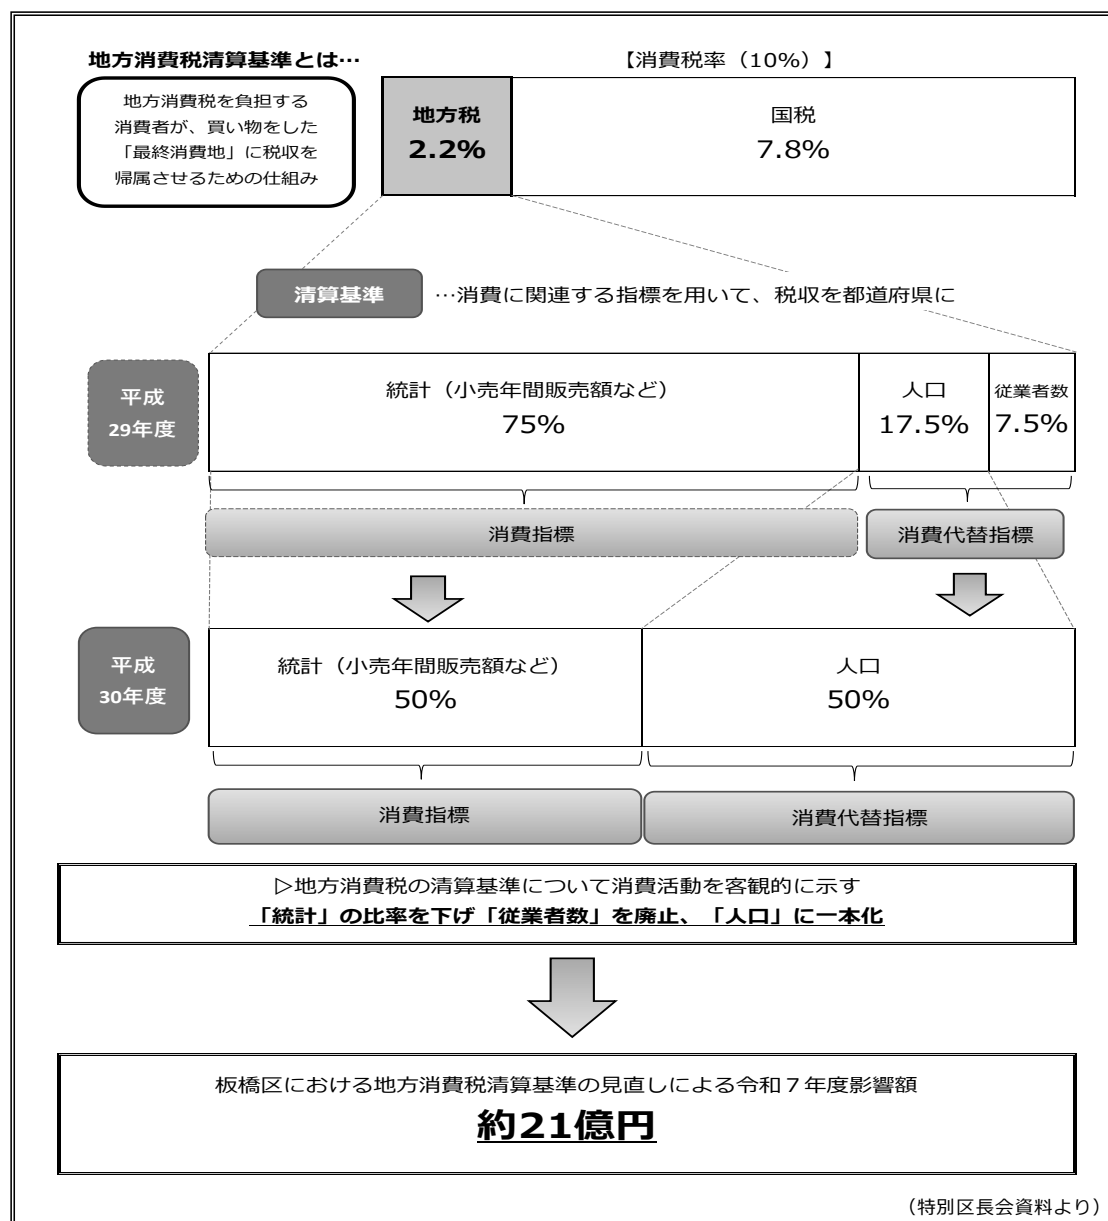 地方消費税清算基準とは…
【消費税率（10%）】
地方消費税を負担する
消費者が、買い物をした
「最終消費地」に税収を
帰属させるための仕組み
地方税
2.2%
国税
7.8%
清算基準
…消費に関連する指標を用いて、税収を都道府県に
平成
29年度
統計（小売年間販売額など）
75%
人口
17.5%
従業者数
7.5%
消費指標
消費代替指標
平成
30年度
統計（小売年間販売額など）
50%
人口
50%
消費指標
消費代替指標
▷地方消費税の清算基準について消費活動を客観的に示す
「統計」の比率を下げ「従業者数」を廃止、「人口」に一本化
板橋区における地方消費税清算基準の見直しによる令和７年度影響額
約21億円
（特別区長会資料より）